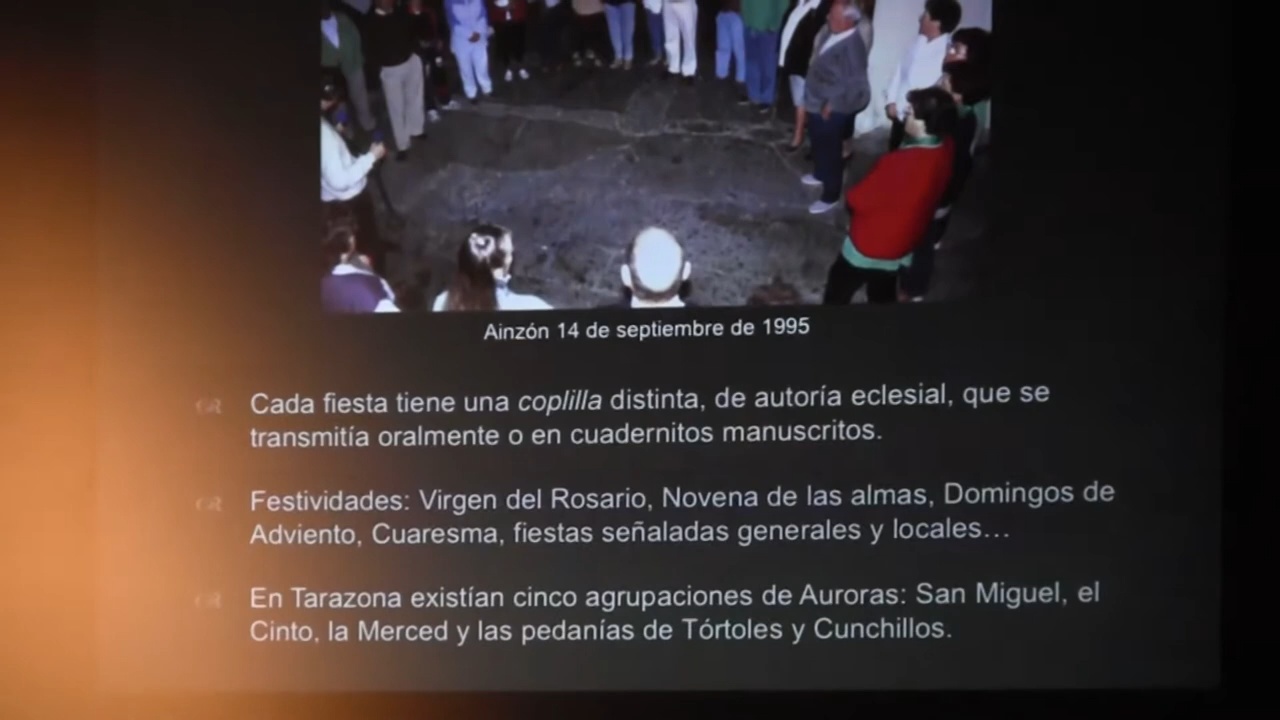 Ainzón 14 de septiembre de 1995
Cada fiesta tiene una coplilla distinta, de autoría eclesial, que se
transmitía oralmente o en cuadernitos manuscritos.
Festividades: Virgen del Rosario, Novena de las almas, Domingos de
Adviento, Cuaresma, fiestas señaladas generales y locales…
En Tarazona existían cinco agrupaciones de Auroras: San Miguel, el
Cinto, la Merced y las pedanías de Tórtoles y Cunchillos.